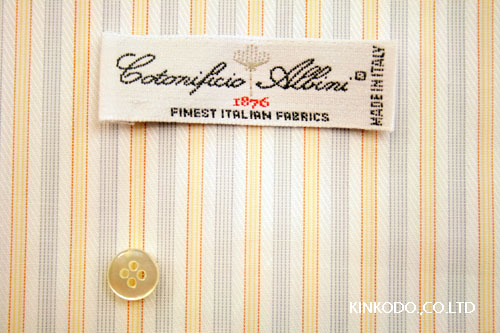 Cotonificio Albini ®
1876
FINEST ITALIAN FABRICS
MADE IN ITALY
KINKODO.,CO.LTD